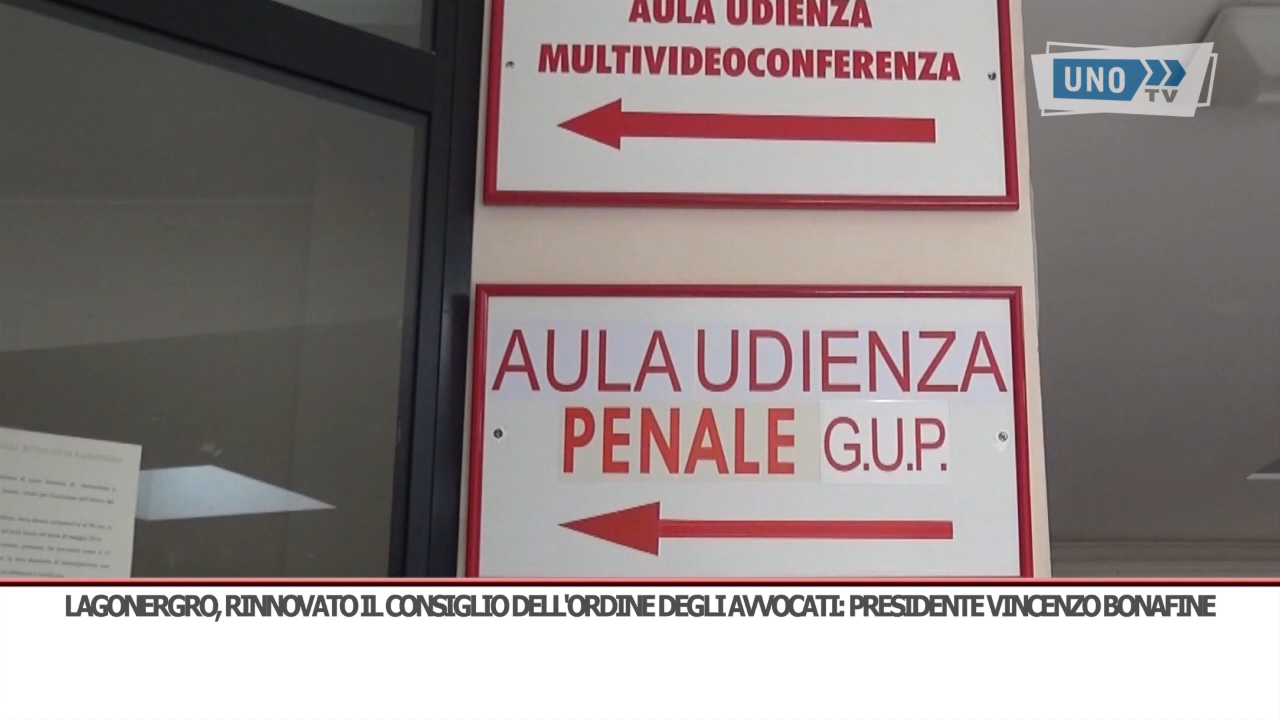 AULA UDIENZA
MULTIVIDEOCONFERENZA
UNO
TV
AULA UDIENZA
PENALE G.U.P.
LAGONERGRO, RINNOVATO IL CONSIGLIO DELL'ORDINE DEGLI AVVOCATI: PRESIDENTE VINCENZO BONAFINE